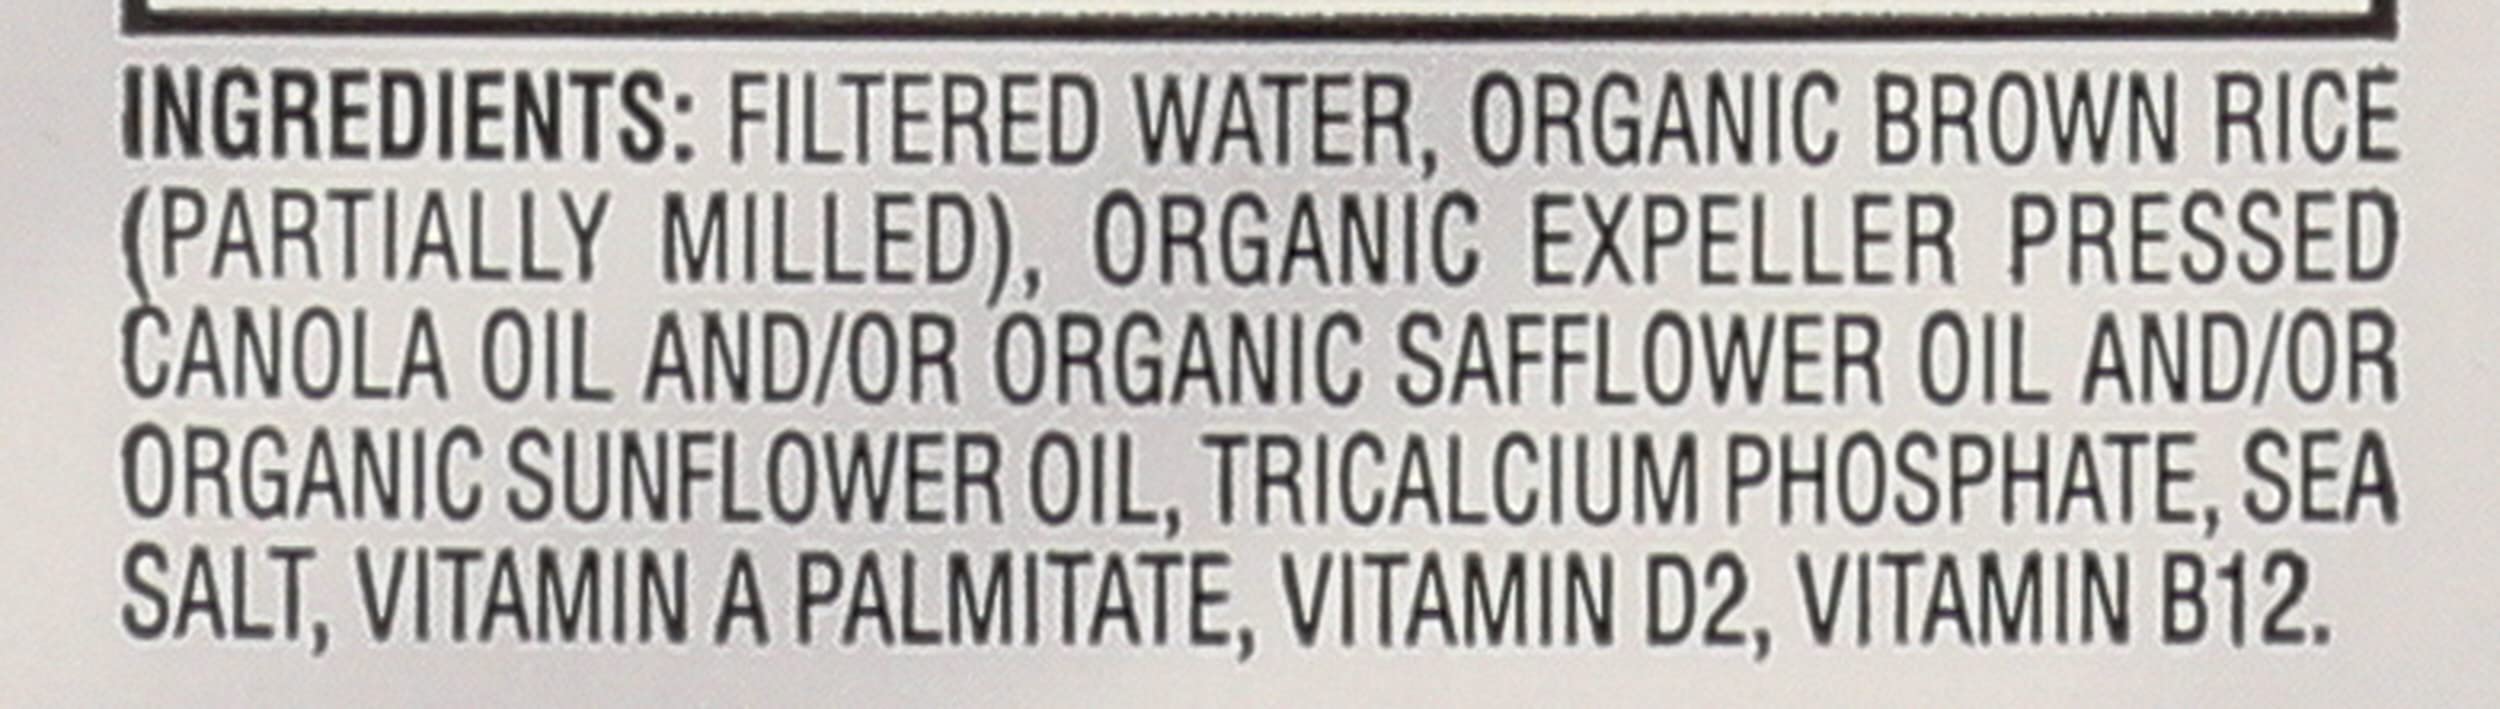 INGREDIENTS: FILTERED WATER, ORGANIC BROWN RICE
(PARTIALLY MILLED), ORGANIC EXPELLER PRESSED
CANOLA OIL AND/OR ORGANIC SAFFLOWER OIL AND/OR
ORGANIC SUNFLOWER OIL, TRICALCIUM PHOSPHATE, SEA
SALT, VITAMIN A PALMITATE, VITAMIN D2, VITAMIN B12.